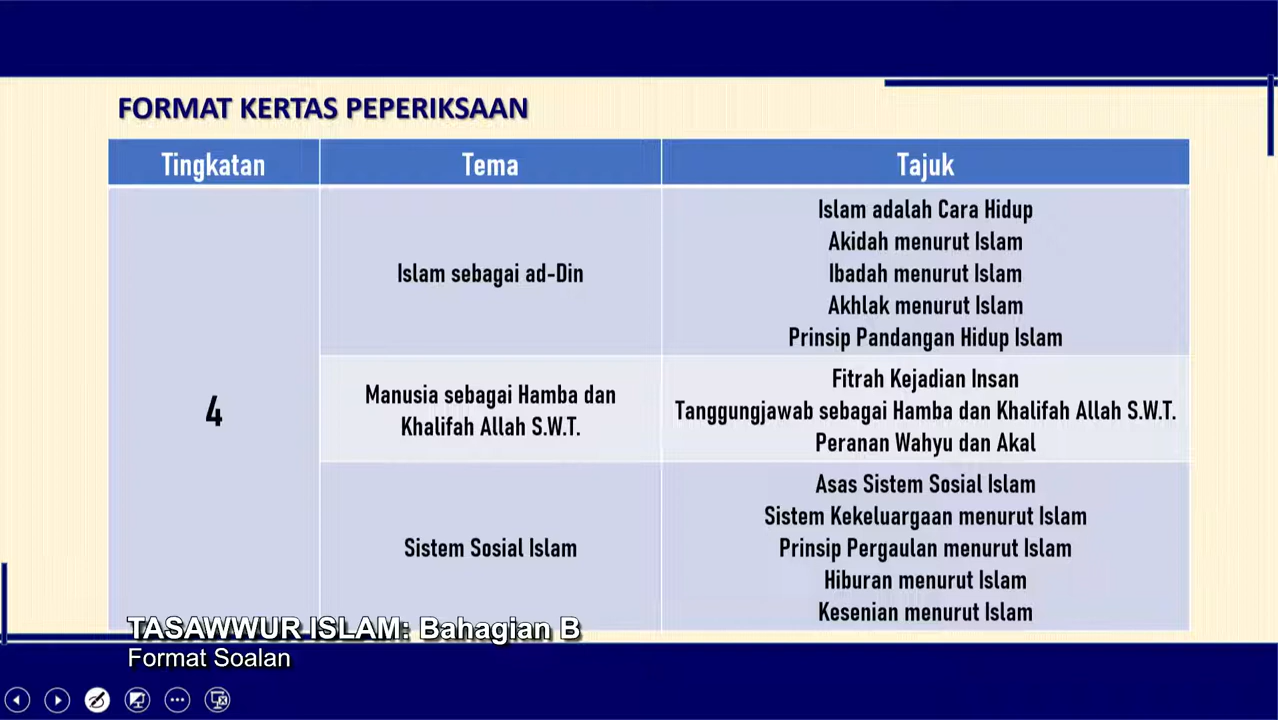 FORMAT KERTAS PEPERIKSAAN
Tingkatan
Tema
Tajuk
4
Islam sebagai ad-Din
Islam adalah Cara Hidup
Akidah menurut Islam
Ibadah menurut Islam
Akhlak menurut Islam
Prinsip Pandangan Hidup Islam
Manusia sebagai Hamba dan
Khalifah Allah S.W.T.
Fitrah Kejadian Insan
Tanggungjawab sebagai Hamba dan Khalifah Allah S.W.T.
Peranan Wahyu dan Akal
Sistem Sosial Islam
Asas Sistem Sosial Islam
Sistem Kekeluargaan menurut Islam
Prinsip Pergaulan menurut Islam
Hiburan menurut Islam
Kesenian menurut Islam
TASAWWUR ISLAM: Bahagian B
Format Soalan